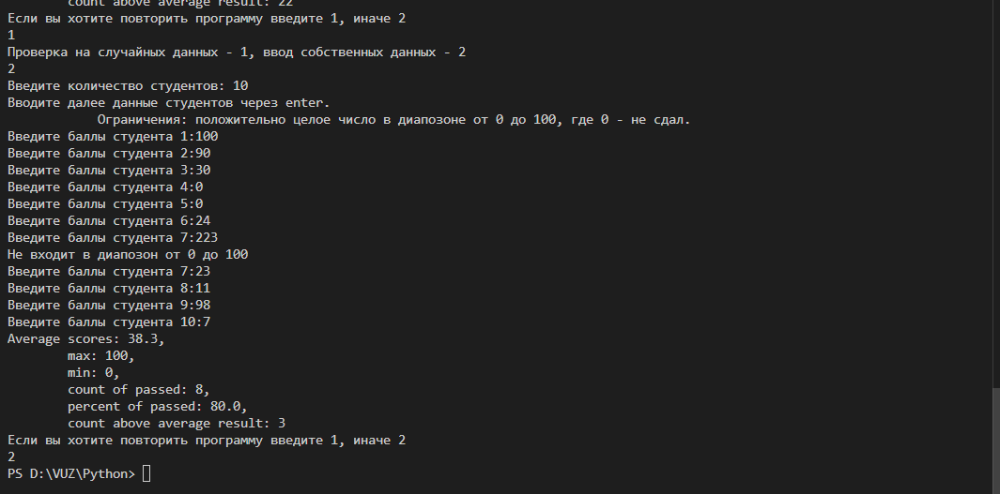 count above average result: 22
Если вы хотите повторить программу введите 1, иначе 2
1
Проверка на случайных данных - 1, ввод собственных данных - 2
2
Введите количество студентов: 10
Вводите далее данные студентов через enter.
Ограничения: положительно целое число в диапозоне от 0 до 100, где 0 - не сдал.
Введите баллы студента 1:100
Введите баллы студента 2:90
Введите баллы студента 3:30
Введите баллы студента 4:0
Введите баллы студента 5:0
Введите баллы студента 6:24
Введите баллы студента 7:223
Не входит в диапозон от 0 до 100
Введите баллы студента 7:23
Введите баллы студента 8:11
Введите баллы студента 9:98
Введите баллы студента 10:7
Average scores: 38.3,
max: 100,
min: 0,
count of passed: 8,
percent of passed: 80.0,
count above average result: 3
Если вы хотите повторить программу введите 1, иначе 2
2
PS D:\VUZ\Python>